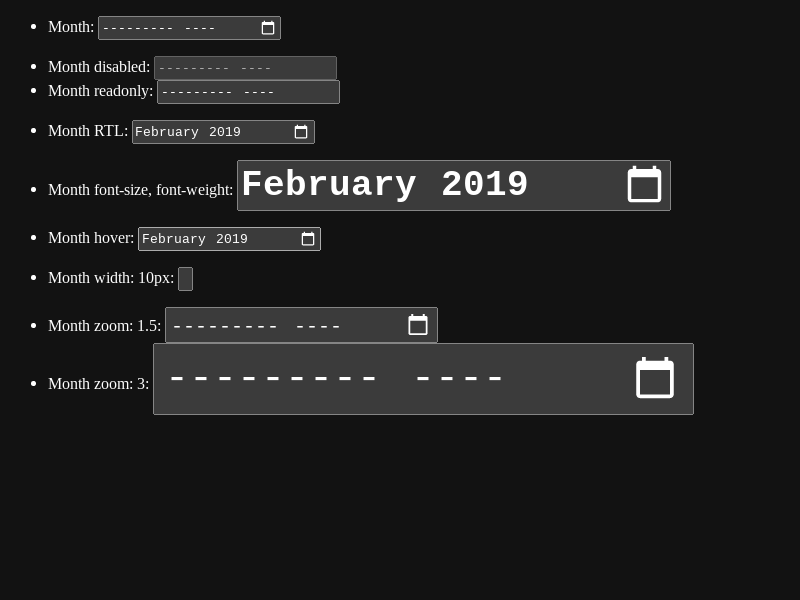 Month: --------- ----
Month disabled: --------- ----
Month readonly: --------- ----
Month RTL: February 2019
Month font-size, font-weight: February 2019
Month hover: February 2019
Month width: 10px:
Month zoom: 1.5: --------- ----
Month zoom: 3: --------- ----